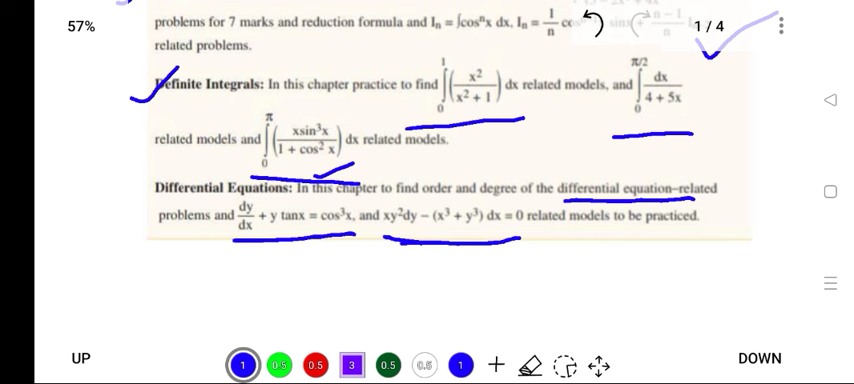 57%
1 / 4
problems for 7 marks and reduction formula and Iₙ = ∫cosⁿx dx, Iₙ = 1/n
related problems.
Definite Integrals: In this chapter practice to find ∫₀¹ (x²/(x² + 1)) dx related models, and ∫₀^(π/2) dx/(4 + 5x)
related models and ∫₀^π (xsin³x/(1 + cos² x)) dx related models.
Differential Equations: In this chapter to find order and degree of the differential equation–related
problems and dy/dx + y tanx = cos³x, and xy²dy – (x³ + y³) dx = 0 related models to be practiced.
UP
1
0.5
0.5
3
0.5
0.5
1
DOWN